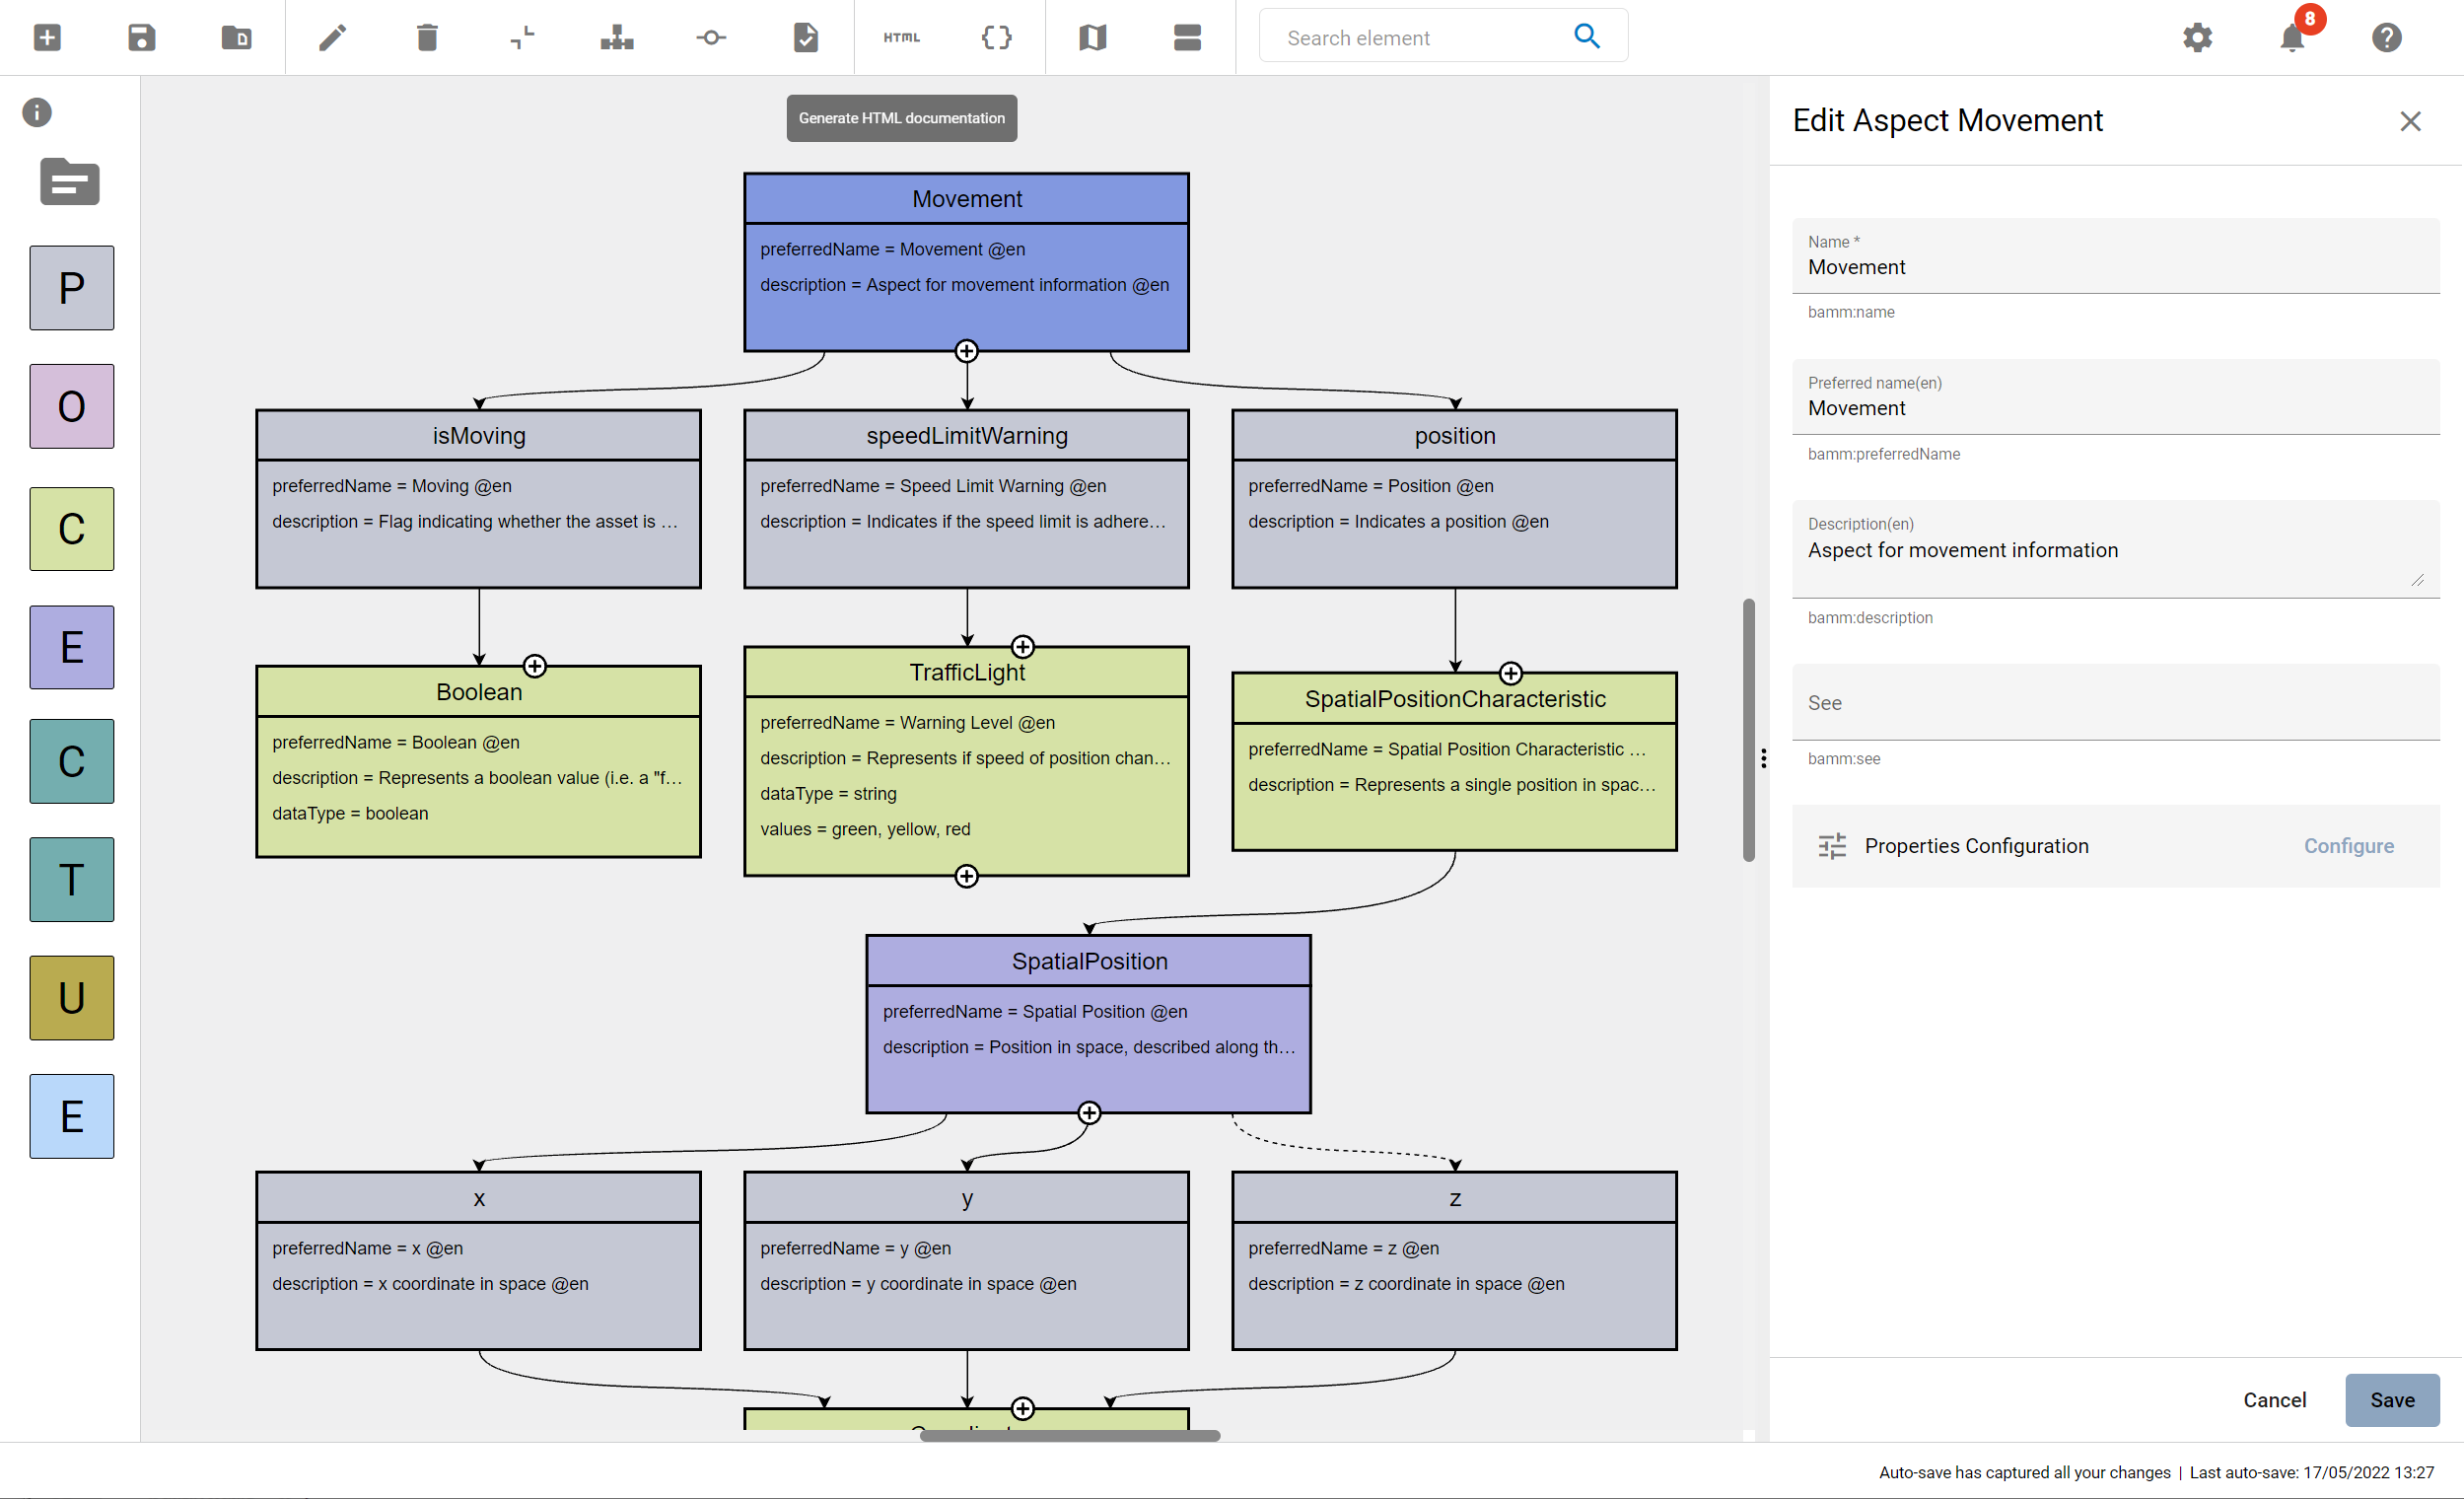 HTML
Search element
8
Generate HTML documentation
P
O
C
E
C
T
U
E
Movement
preferredName = Movement @en
description = Aspect for movement information @en
isMoving
preferredName = Moving @en
description = Flag indicating whether the asset is ...
speedLimitWarning
preferredName = Speed Limit Warning @en
description = Indicates if the speed limit is adhere...
position
preferredName = Position @en
description = Indicates a position @en
Boolean
preferredName = Boolean @en
description = Represents a boolean value (i.e. a "f...
dataType = boolean
TrafficLight
preferredName = Warning Level @en
description = Represents if speed of position chan...
dataType = string
values = green, yellow, red
SpatialPositionCharacteristic
preferredName = Spatial Position Characteristic ...
description = Represents a single position in spac...
SpatialPosition
preferredName = Spatial Position @en
description = Position in space, described along th...
x
preferredName = x @en
description = x coordinate in space @en
y
preferredName = y @en
description = y coordinate in space @en
z
preferredName = z @en
description = z coordinate in space @en
Edit Aspect Movement
Name *
Movement
bamm:name
Preferred name(en)
Movement
bamm:preferredName
Description(en)
Aspect for movement information
bamm:description
See
bamm:see
Properties Configuration Configure
Cancel Save
Auto-save has captured all your changes | Last auto-save: 17/05/2022 13:27